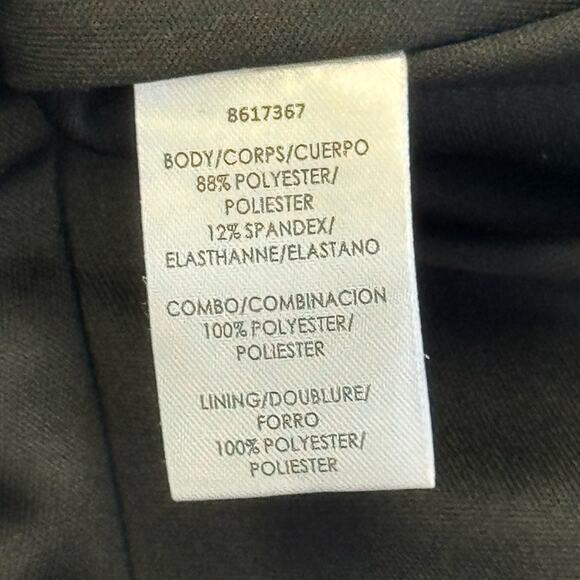 8617367
BODY/CORPS/CUERPO
88% POLYESTER/
POLIESTER
12% SPANDEX/
ELASTHANNE/ELASTANO
COMBO/COMBINACION
100% POLYESTER/
POLIESTER
LINING/DOUBLURE/
FORRO
100% POLYESTER/
POLIESTER